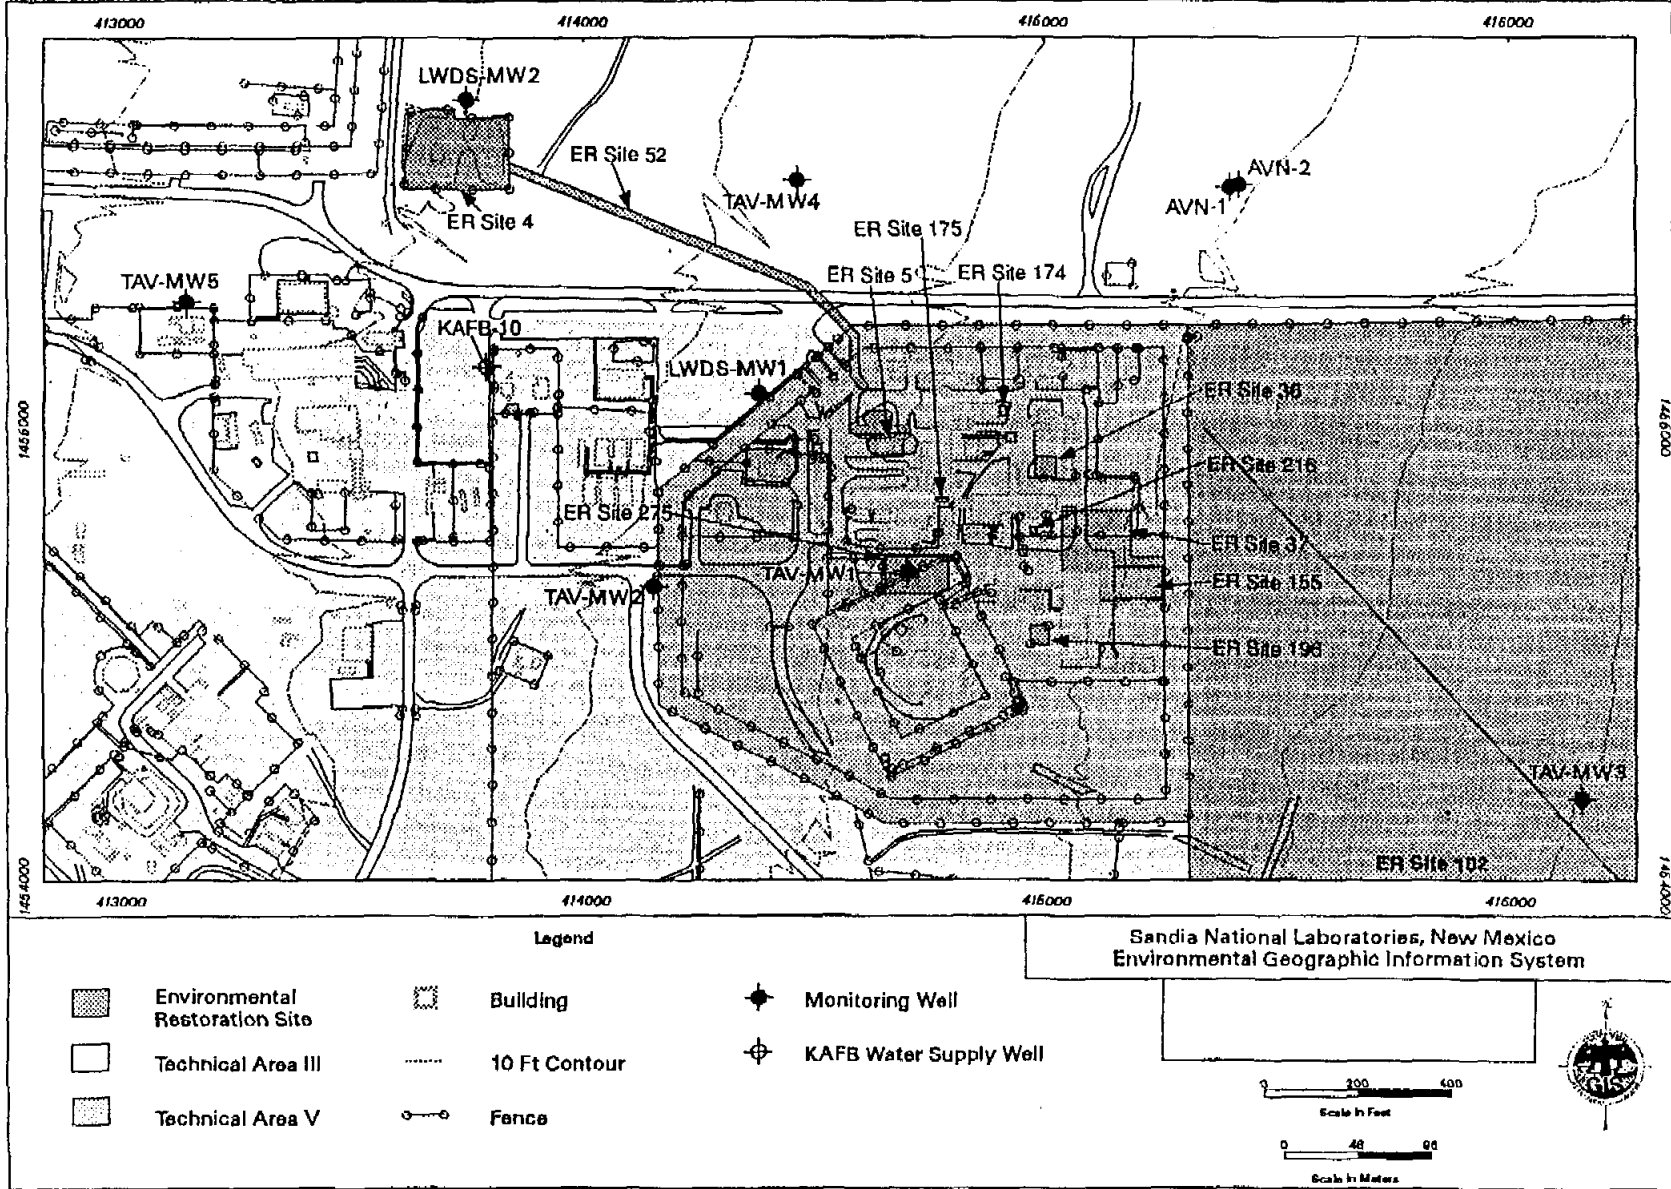 413000
414000
415000
416000
LWDS-MW2
ER Site 52
TAV-MW4
AVN-2
AVN-1
ER Site 4
ER Site 175
ER Site 5
ER Site 174
TAV-MW5
KAFB-10
LWDS-MW1
ER Site 36
ER Site 216
ER Site 275
ER Site 37
TAV-MW1
ER Site 155
TAV-MW2
ER Site 196
TAV-MW3
ER Site 102
1455000
1455000
1454000
1454000
413000
414000
415000
416000
Legend
Environmental
Restoration Site
Technical Area III
Technical Area V
Building
10 Ft Contour
Fence
Monitoring Well
KAFB Water Supply Well
Sandia National Laboratories, New Mexico
Environmental Geographic Information System
0 200 400
Scale in Feet
0 48 96
Scale in Meters
GIS